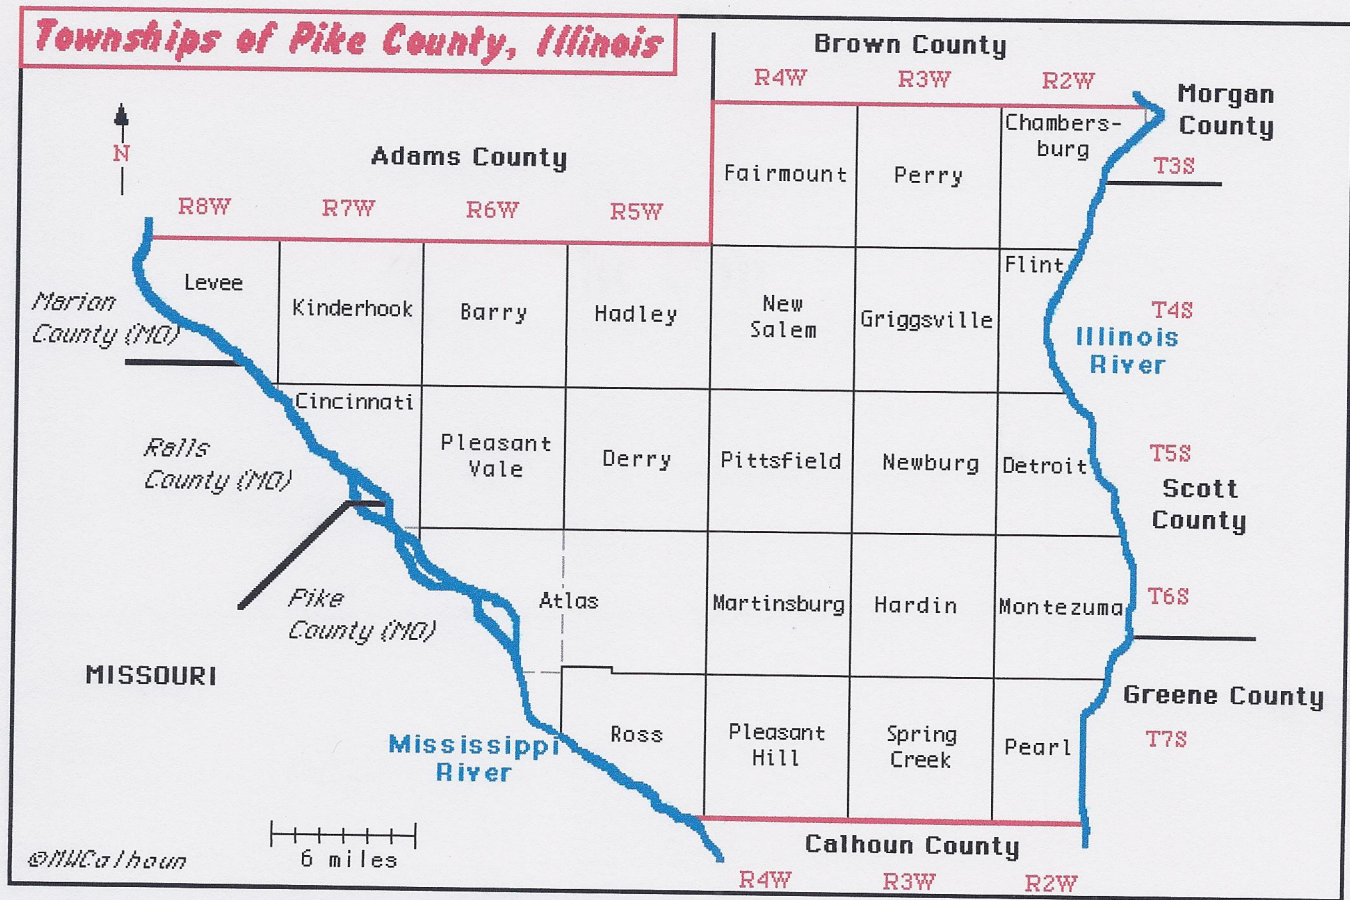 Townships of Pike County, Illinois
Brown County
R4W R3W R2W
Morgan
County
Chambers-
burg
N
Adams County
T3S
Fairmount
Perry
R8W R7W R6W R5W
Flint
Levee
Marion
County (MO)
Kinderhook
Barry
Hadley
New
Salem
Griggsville
T4S
Illinois
River
Cincinnati
Ralls
County (MO)
Pleasant
Vale
Derry
Pittsfield
Newburg
Detroit
T5S
Scott
County
Pike
County (MO)
Atlas
Martinsburg
Hardin
Montezuma
T6S
MISSOURI
Greene County
Mississippi
River
Ross
Pleasant
Hill
Spring
Creek
Pearl
T7S
6 miles
©MWCalhoun
Calhoun County
R4W R3W R2W